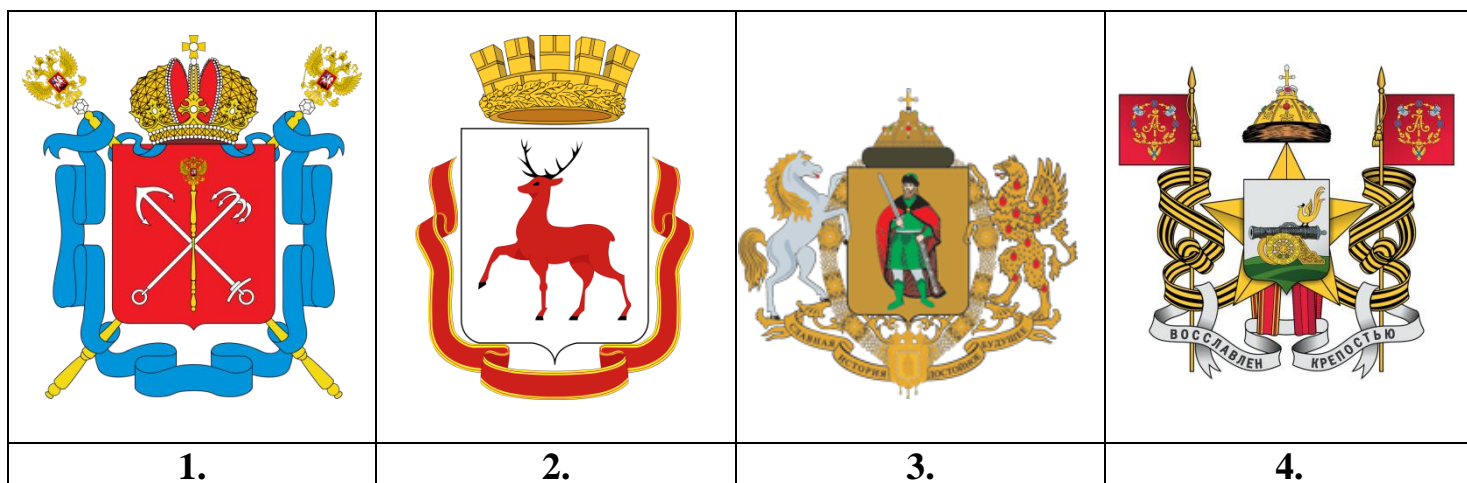 СЛАВНАЯ ИСТОРИЯ ДОСТОЙНОЕ БУДУЩЕЕ
ВОССЛАВЛЕН КРЕПОСТЬЮ
1. 2. 3. 4.